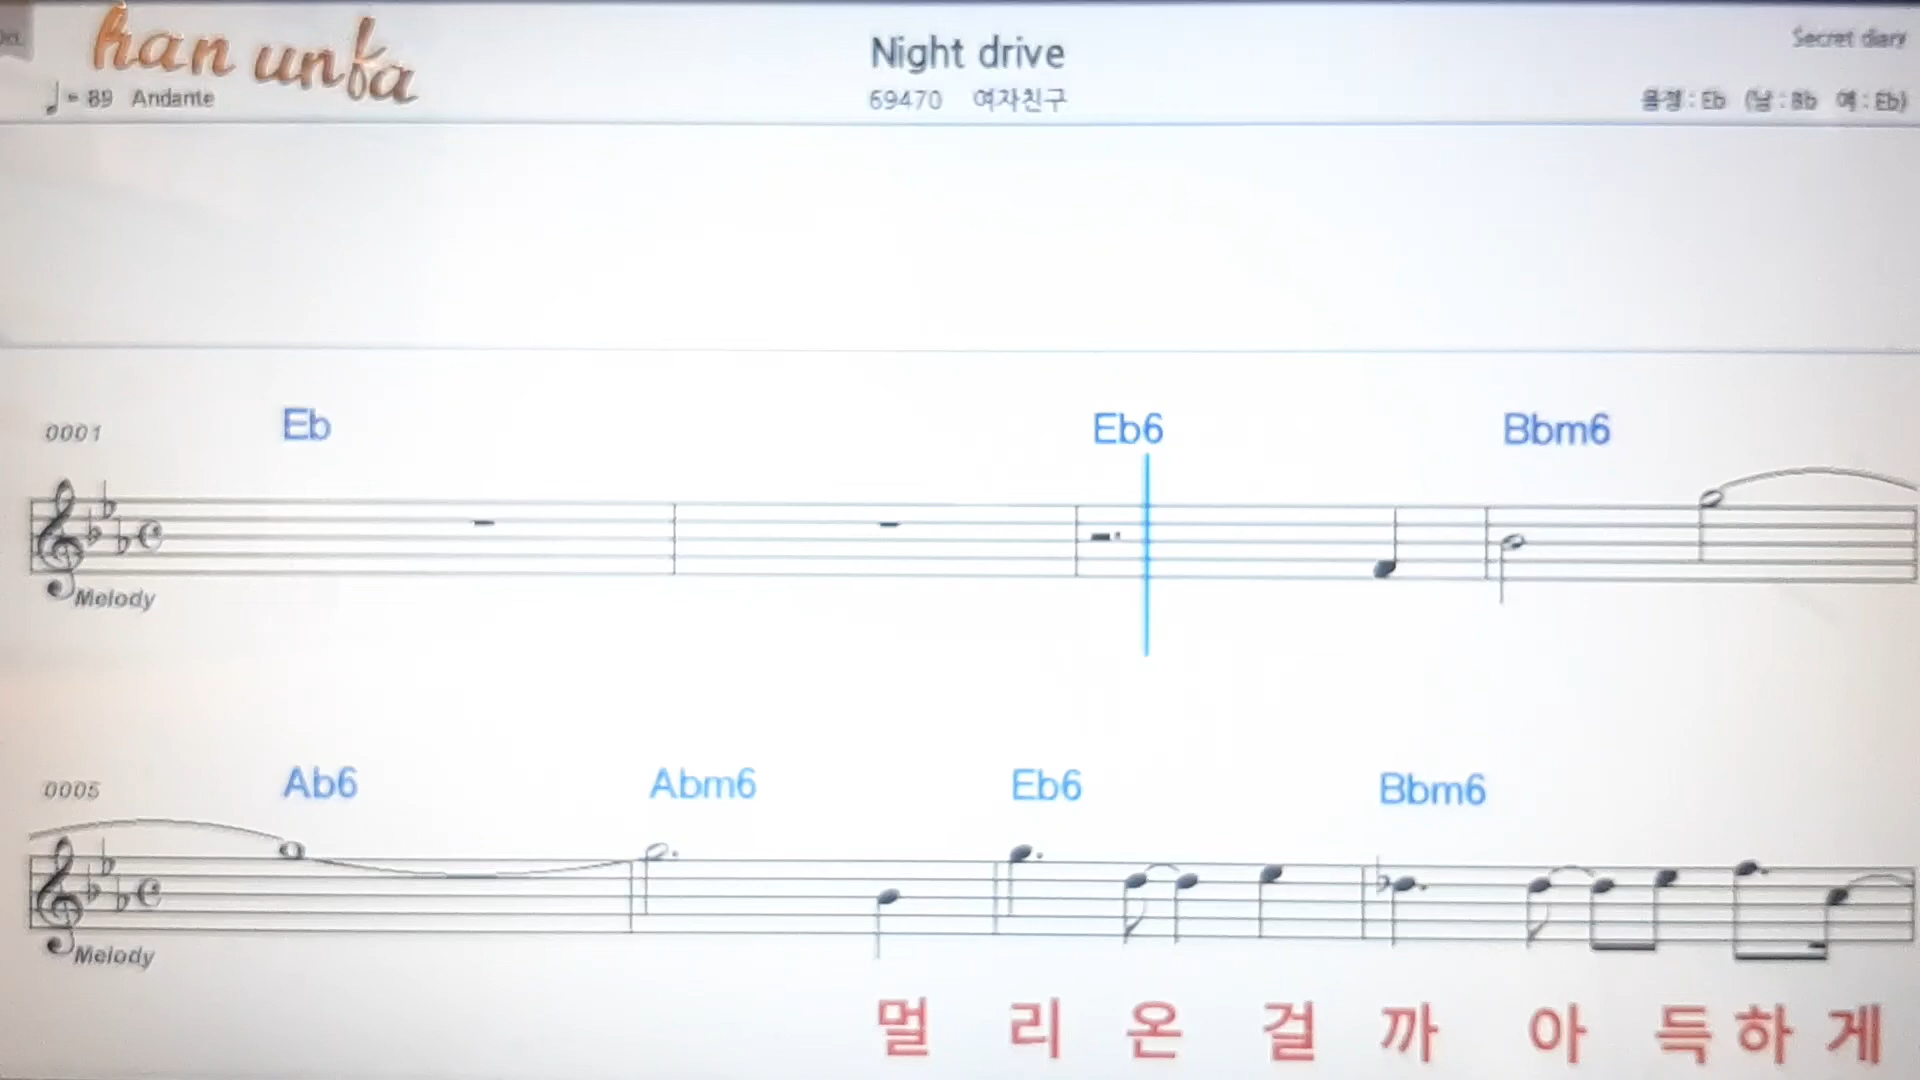 han unfa
Night drive
Secret diary
= 89 Andante
69470 여자친구
음정 : Eb (남 : Bb 여 : Eb)
0001 Eb Eb6 Bbm6
Melody
0005 Ab6 Abm6 Eb6 Bbm6
Melody
멀 리 온 걸 까 아 득 하 게